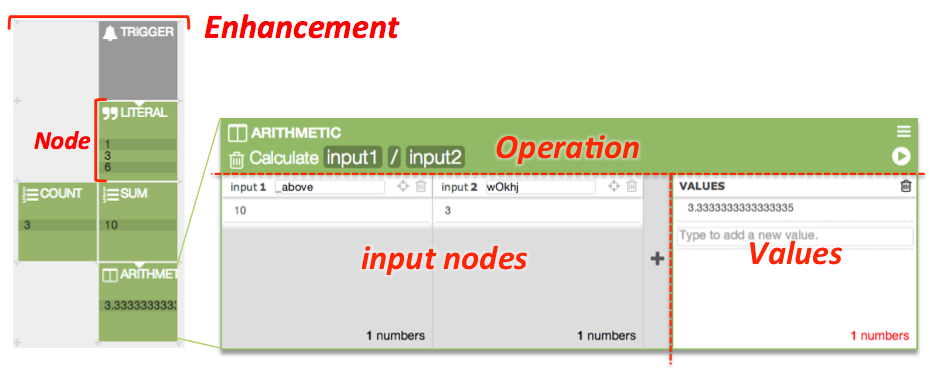 Enhancement
TRIGGER
Node
LITERAL
1
3
6
COUNT
SUM
3
10
ARITHMET
3.333333333
ARITHMETIC
Calculate input1 / input2
Operation
input 1 _above
input 2 wOkhj
VALUES
10
3
3.3333333333333335
Type to add a new value.
input nodes
+
Values
1 numbers
1 numbers
1 numbers